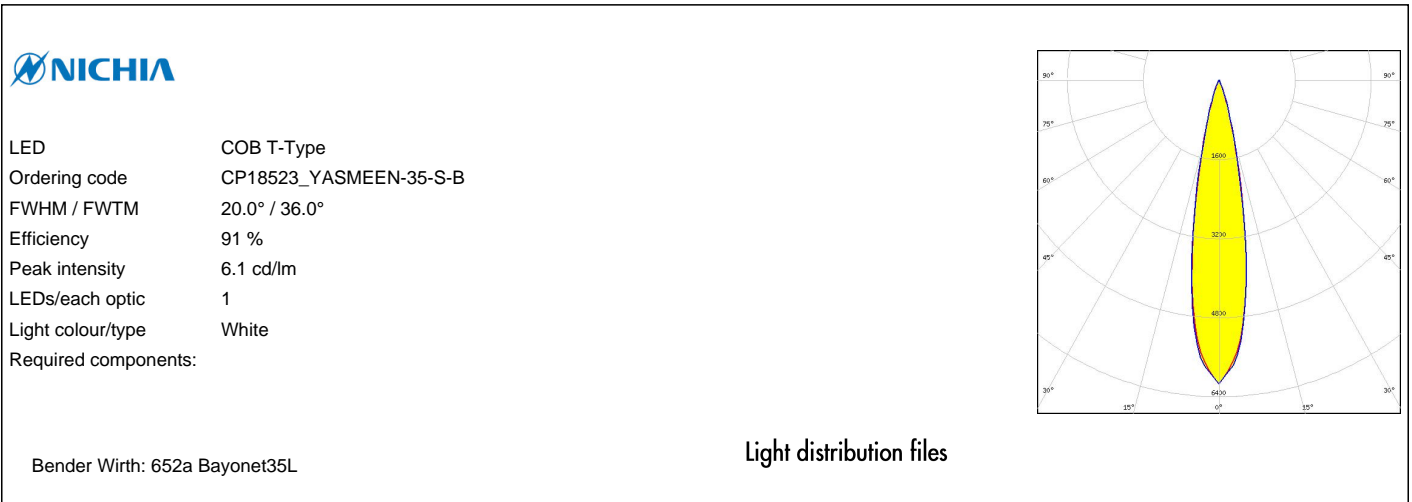 NICHIA
LED COB T-Type
Ordering code CP18523_YASMEEN-35-S-B
FWHM / FWTM 20.0° / 36.0°
Efficiency 91 %
Peak intensity 6.1 cd/lm
LEDs/each optic 1
Light colour/type White
Required components:
Bender Wirth: 652a Bayonet35L
90° 90°
75° 75°
1600
60° 60°
3200
45° 45°
4800
30° 6400 30°
15° 0° 15°
Light distribution files